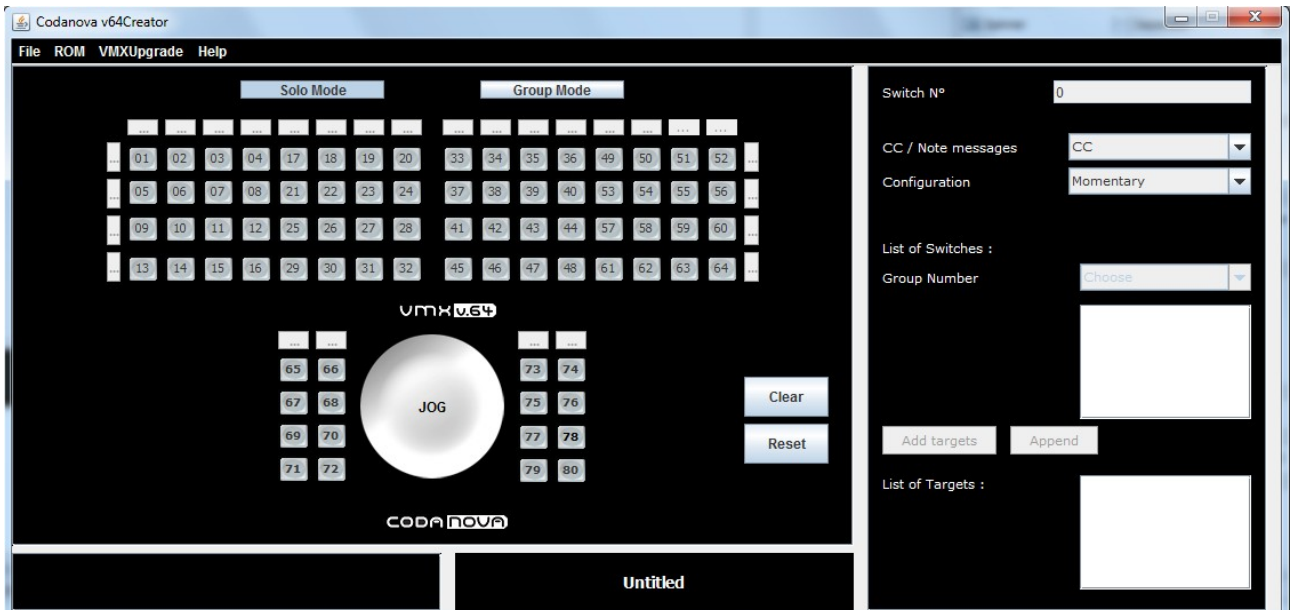 Codanova v64Creator
File ROM VMXUpgrade Help
Solo Mode Group Mode
... ... ... ... ... ... ... ... ... ... ... ... ... ... ... ...
... 01 02 03 04 17 18 19 20 33 34 35 36 49 50 51 52 ...
... 05 06 07 08 21 22 23 24 37 38 39 40 53 54 55 56 ...
... 09 10 11 12 25 26 27 28 41 42 43 44 57 58 59 60 ...
... 13 14 15 16 29 30 31 32 45 46 47 48 61 62 63 64 ...
VMX V.64
... ... ... ...
65 66 73 74
67 68 75 76
JOG
69 70 77 78
71 72 79 80
CODANOVA
Clear
Reset
Untitled
Switch N° 0
CC / Note messages CC
Configuration Momentary
List of Switches :
Group Number Choose
Add targets Append
List of Targets :